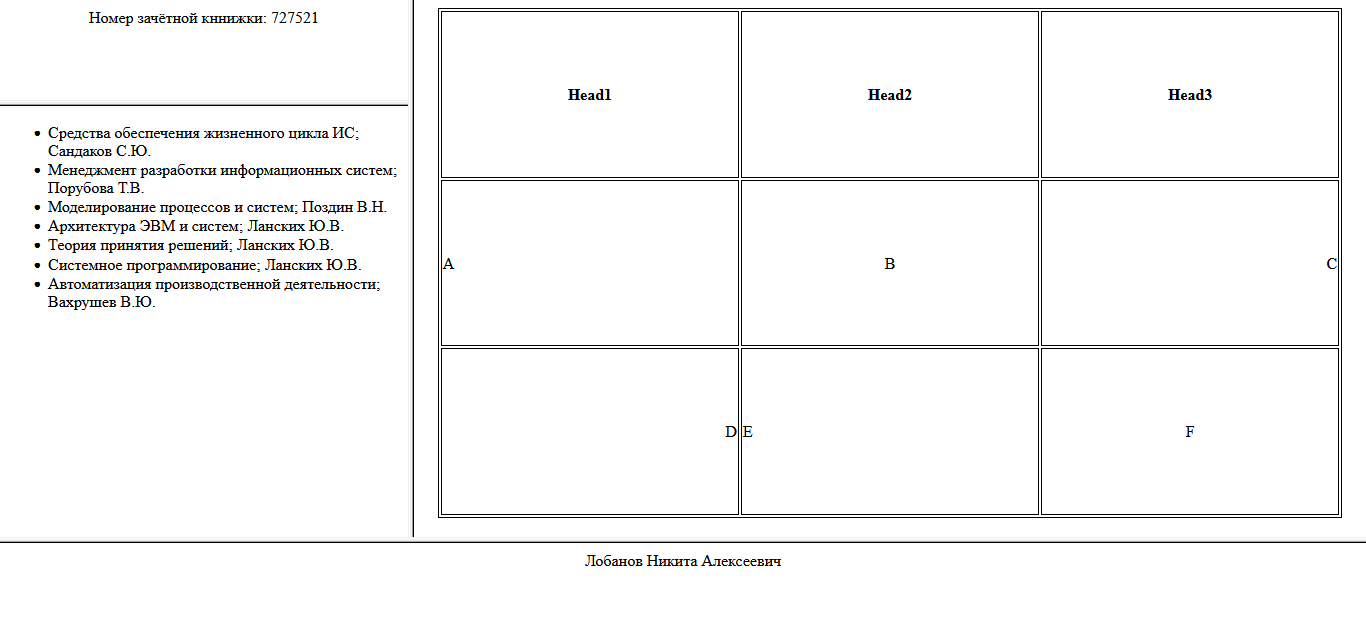 Номер зачётной кннижки: 727521
Средства обеспечения жизненного цикла ИС;
Сандаков С.Ю.
Менеджмент разработки информационных систем;
Порубова Т.В.
Моделирование процессов и систем; Поздин В.Н.
Архитектура ЭВМ и систем; Ланских Ю.В.
Теория принятия решений; Ланских Ю.В.
Системное программирование; Ланских Ю.В.
Автоматизация производственной деятельности;
Вахрушев В.Ю.
Head1 Head2 Head3
A B C
D E F
Лобанов Никита Алексеевич